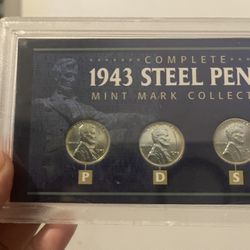 COMPLETE
1943 STEEL PEN
MINT MARK COLLEC
P D S